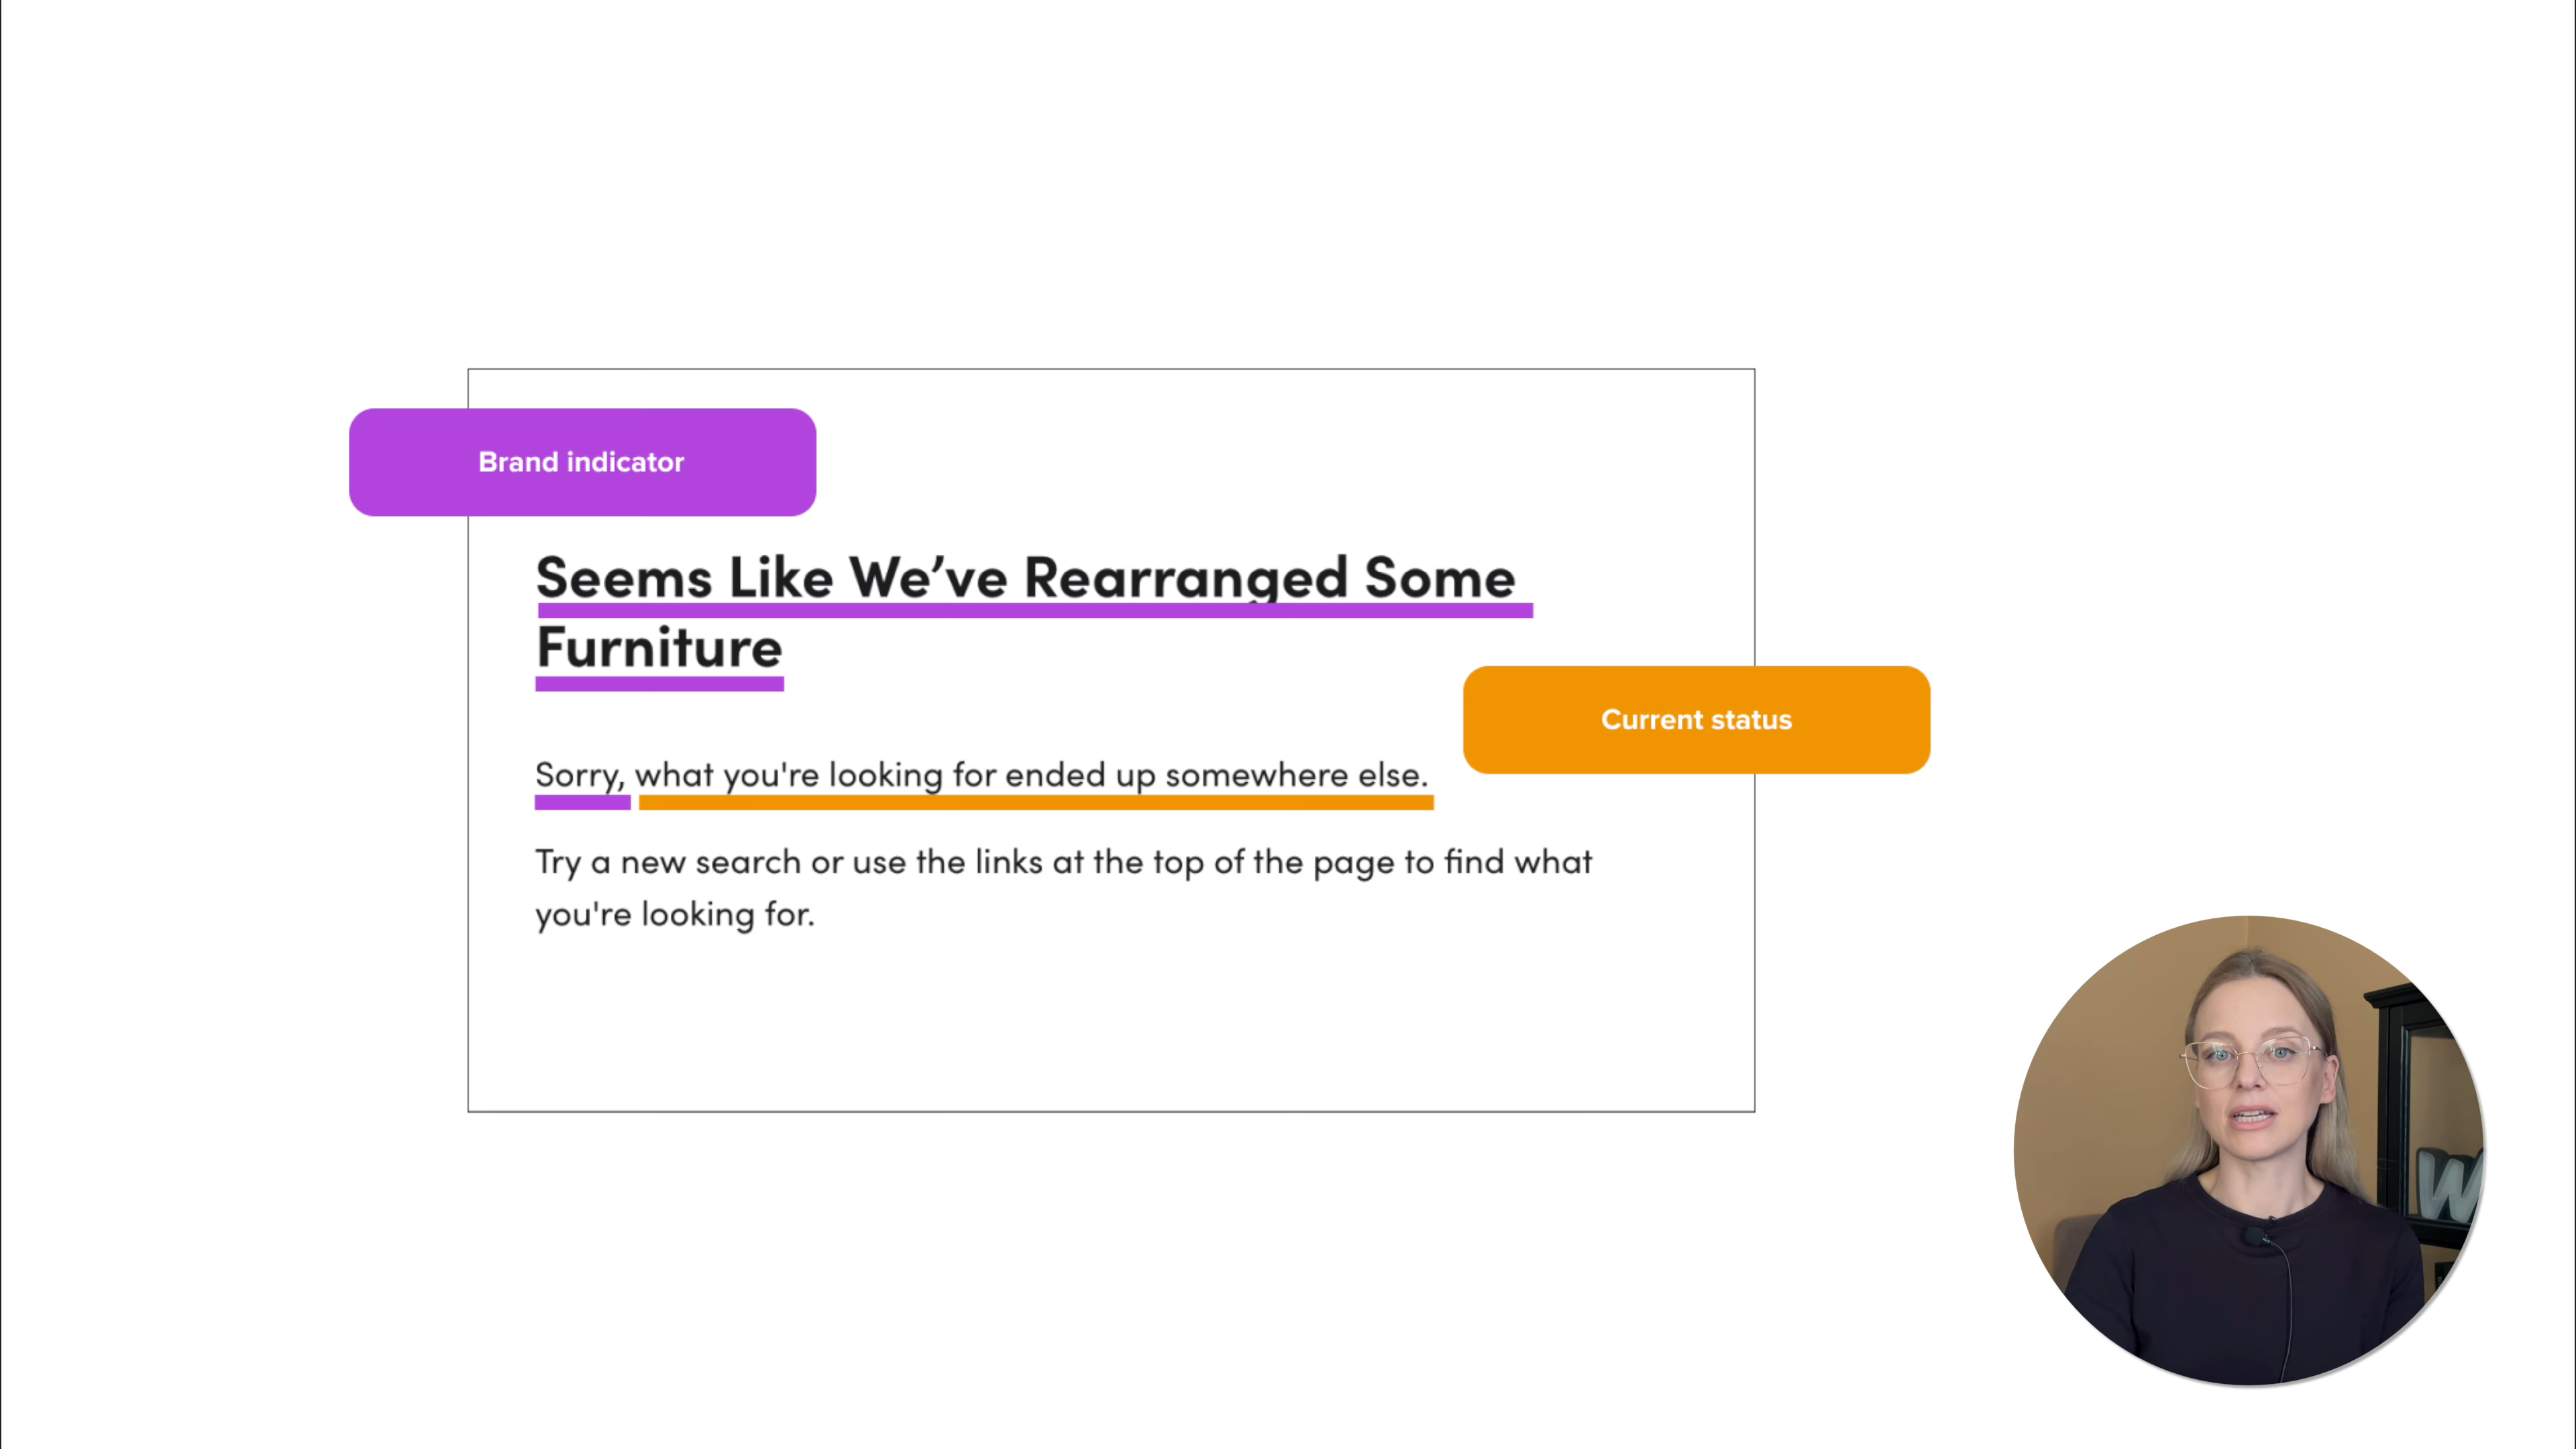 Brand indicator
Seems Like We’ve Rearranged Some
Furniture
Current status
Sorry, what you're looking for ended up somewhere else.
Try a new search or use the links at the top of the page to find what
you're looking for.
W